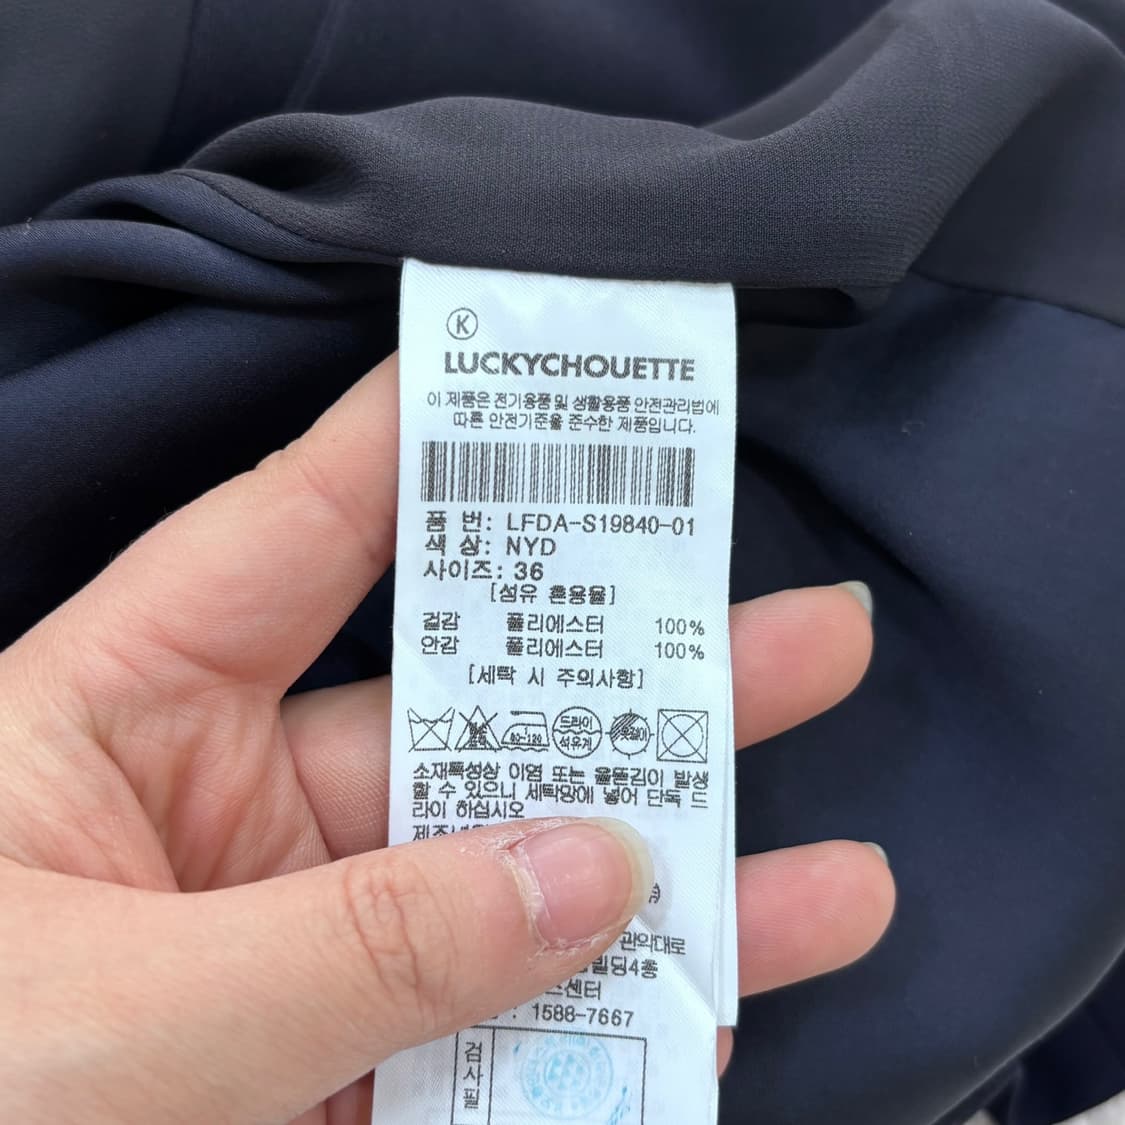 K
LUCKYCHOUETTE
이 제품은 전기용품 및 생활용품 안전관리법에
따른 안전기준을 준수한 제품입니다.
품 번: LFDA-S19840-01
색 상: NYD
사이즈: 36
[섬유 혼용율]
겉감 폴리에스터 100%
안감 폴리에스터 100%
[세탁 시 주의사항]
80~120
드라이
석유계
옷걸이
소재특성상 이염 또는 올뜯김이 발생
할 수 있으니 세탁망에 넣어 단독 드
라이 하십시오
관악대로
빌딩4층
센터
: 1588-7667
검
사
필